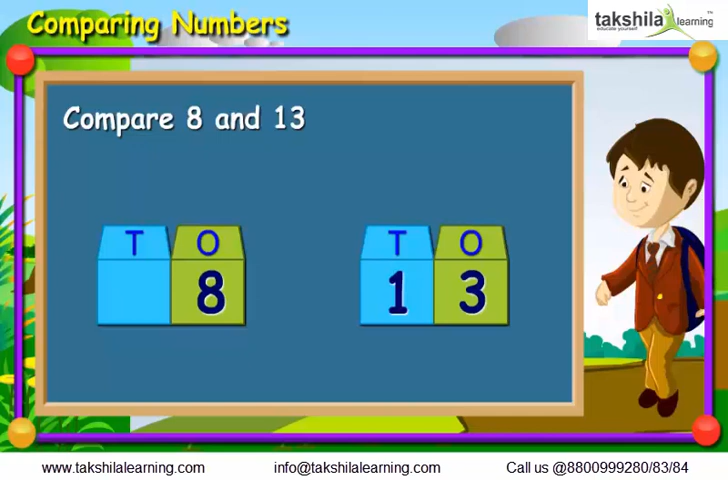 Comparing Numbers
takshila learning
educate yourself
TM
Compare 8 and 13
T O T O
8 1 3
www.takshilalearning.com info@takshilalearning.com Call us @8800999280/83/84